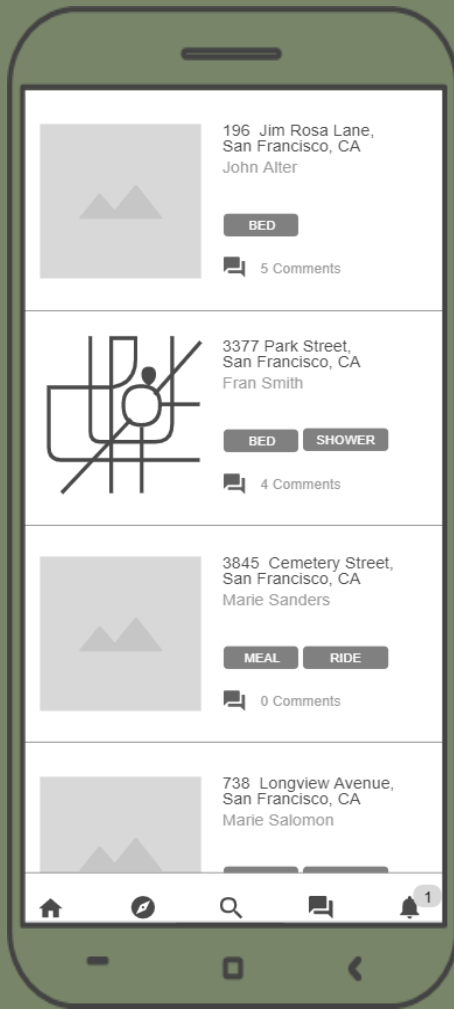 196 Jim Rosa Lane,
San Francisco, CA
John Alter
BED
5 Comments
3377 Park Street,
San Francisco, CA
Fran Smith
BED SHOWER
4 Comments
3845 Cemetery Street,
San Francisco, CA
Marie Sanders
MEAL RIDE
0 Comments
738 Longview Avenue,
San Francisco, CA
Marie Salomon
1